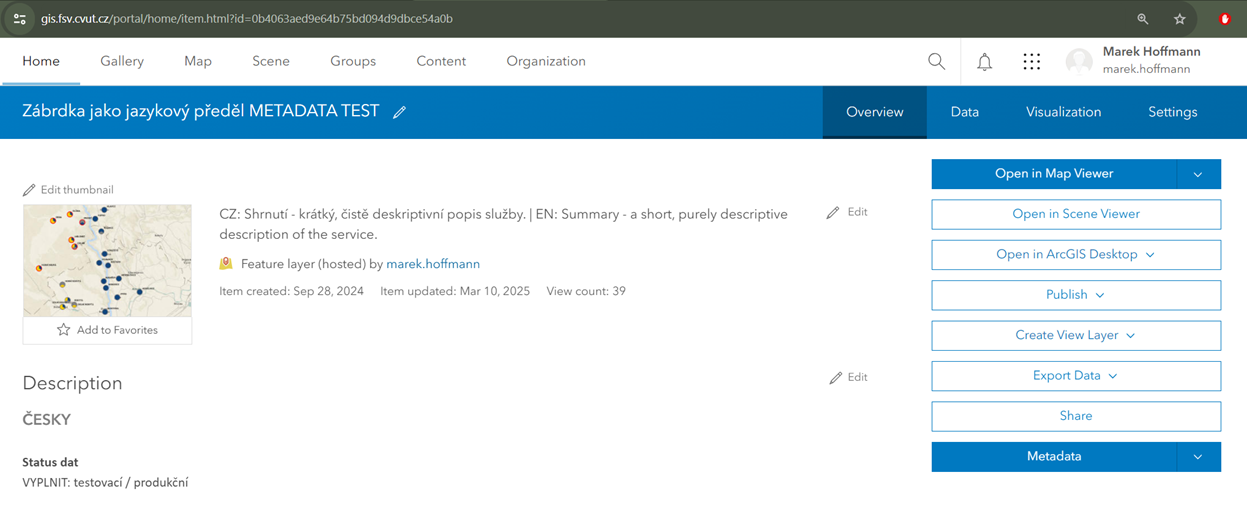 gis.fsv.cvut.cz/portal/home/item.html?id=0b4063aed9e64b75bd094d9dbce54a0b
Home Gallery Map Scene Groups Content Organization
Marek Hoffmann
marek.hoffmann
Zábrdka jako jazykový předěl METADATA TEST
Overview Data Visualization Settings
Edit thumbnail
Add to Favorites
CZ: Shrnutí - krátký, čistě deskriptivní popis služby. | EN: Summary - a short, purely descriptive
description of the service.
Edit
Feature layer (hosted) by marek.hoffmann
Item created: Sep 28, 2024 Item updated: Mar 10, 2025 View count: 39
Description
Edit
ČESKY
Status dat
VYPLNIT: testovací / produkční
Open in Map Viewer
Open in Scene Viewer
Open in ArcGIS Desktop
Publish
Create View Layer
Export Data
Share
Metadata